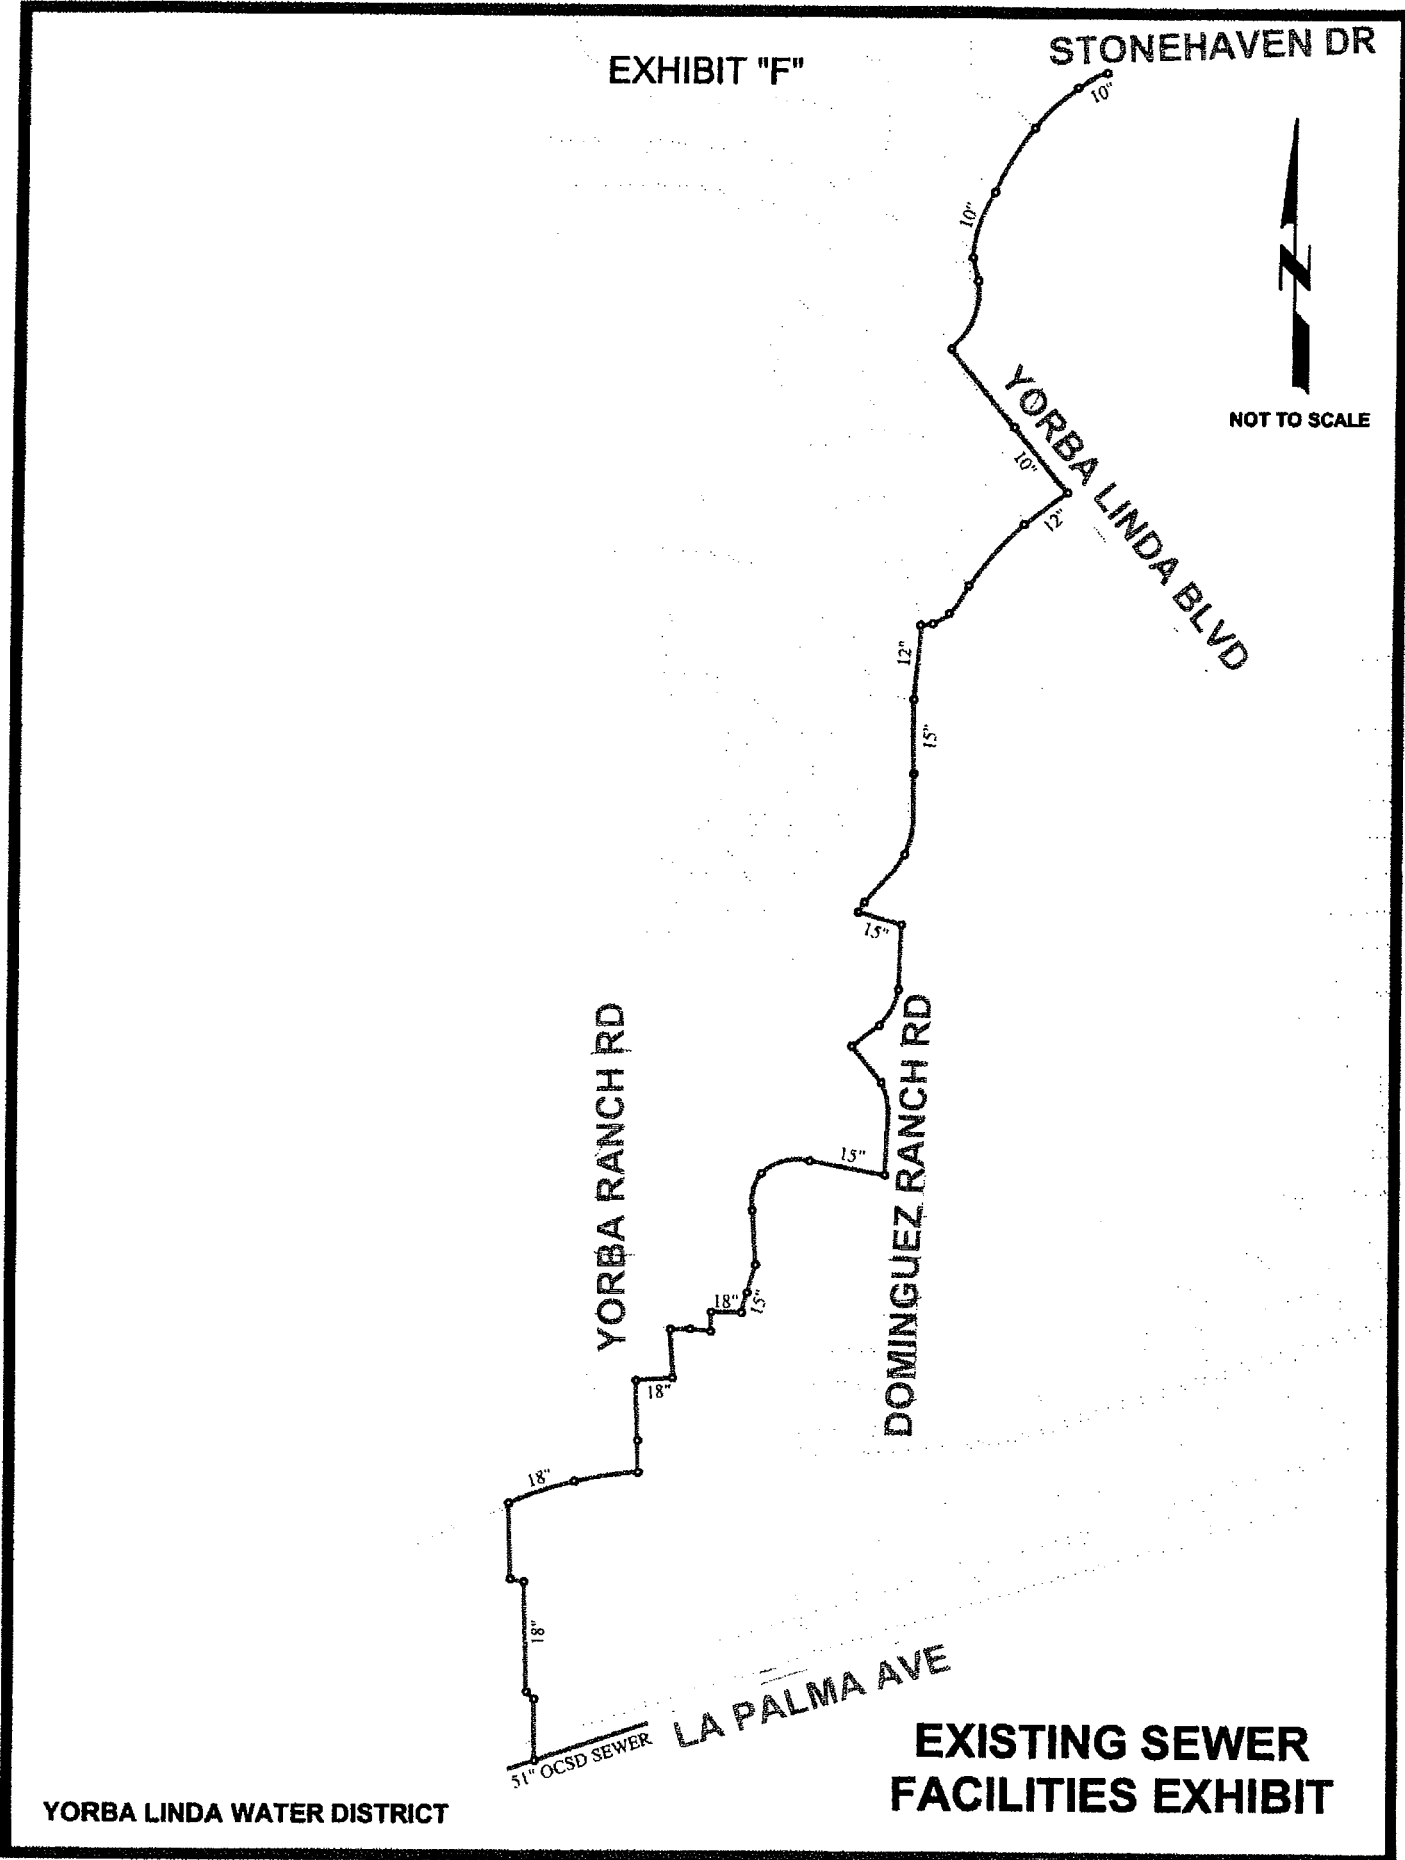 EXHIBIT "F"
STONEHAVEN DR
10"
10"
N
NOT TO SCALE
YORBA LINDA BLVD
10"
12"
12"
15"
15"
YORBA RANCH RD
DOMINGUEZ RANCH RD
15"
18"
15"
18"
18"
18"
51" OCSD SEWER
LA PALMA AVE
EXISTING SEWER
FACILITIES EXHIBIT
YORBA LINDA WATER DISTRICT